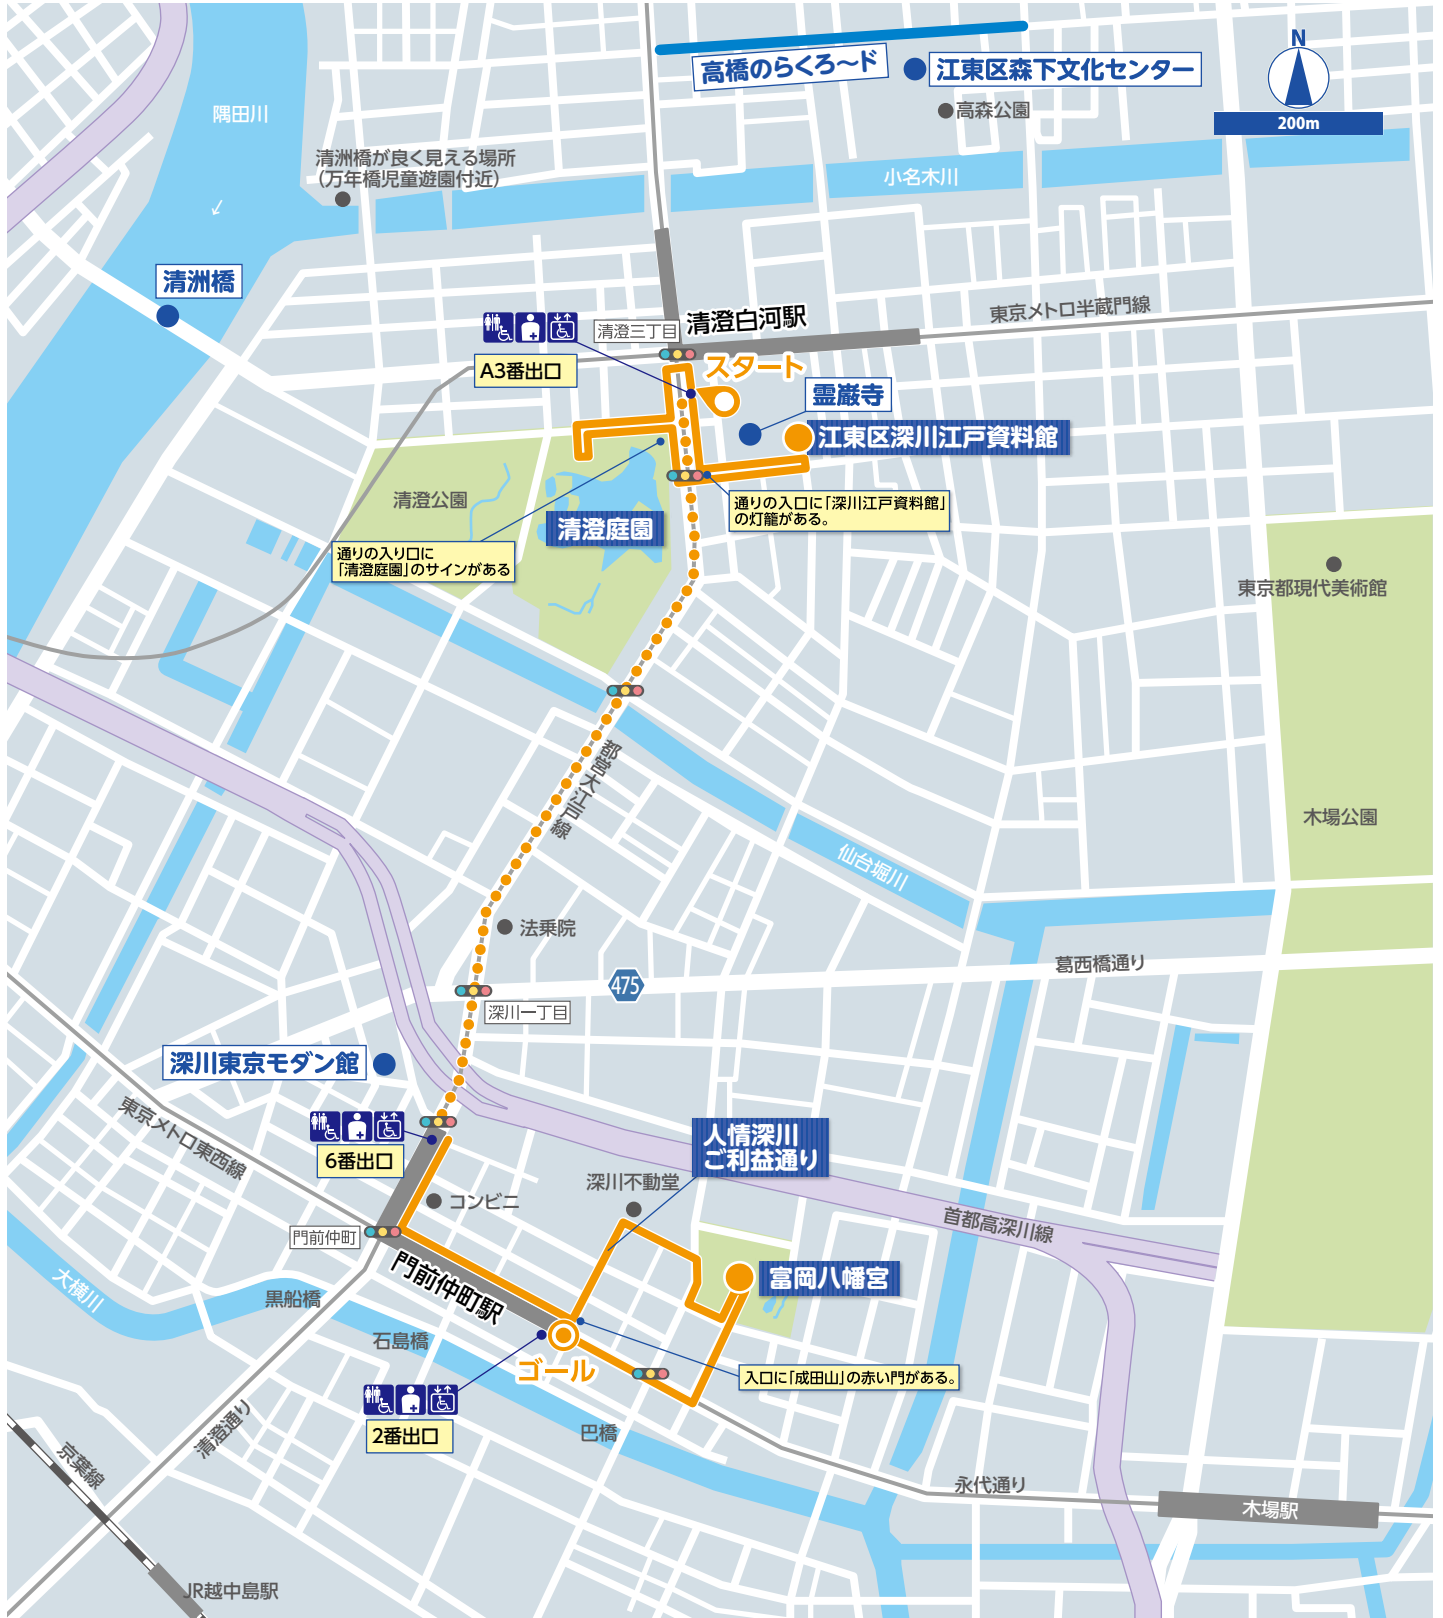 高橋のらくろ～ド
江東区森下文化センター
高森公園
N
200m
隅田川
清洲橋が良く見える場所
（万年橋児童遊園付近）
←
小名木川
清洲橋
清澄三丁目
清澄白河駅
東京メトロ半蔵門線
A3番出口
スタート
霊巌寺
江東区深川江戸資料館
清澄公園
清澄庭園
通りの入口に「深川江戸資料館」
の灯籠がある。
通りの入り口に
「清澄庭園」のサインがある
東京都現代美術館
都営大江戸線
木場公園
仙台堀川
法乗院
475
葛西橋通り
深川一丁目
深川東京モダン館
東京メトロ東西線
6番出口
人情深川
ご利益通り
深川不動堂
コンビニ
門前仲町
首都高深川線
門前仲町駅
富岡八幡宮
大横川
黒船橋
石島橋
ゴール
入口に「成田山」の赤い門がある。
2番出口
巴橋
清澄通り
京葉線
永代通り
木場駅
JR越中島駅